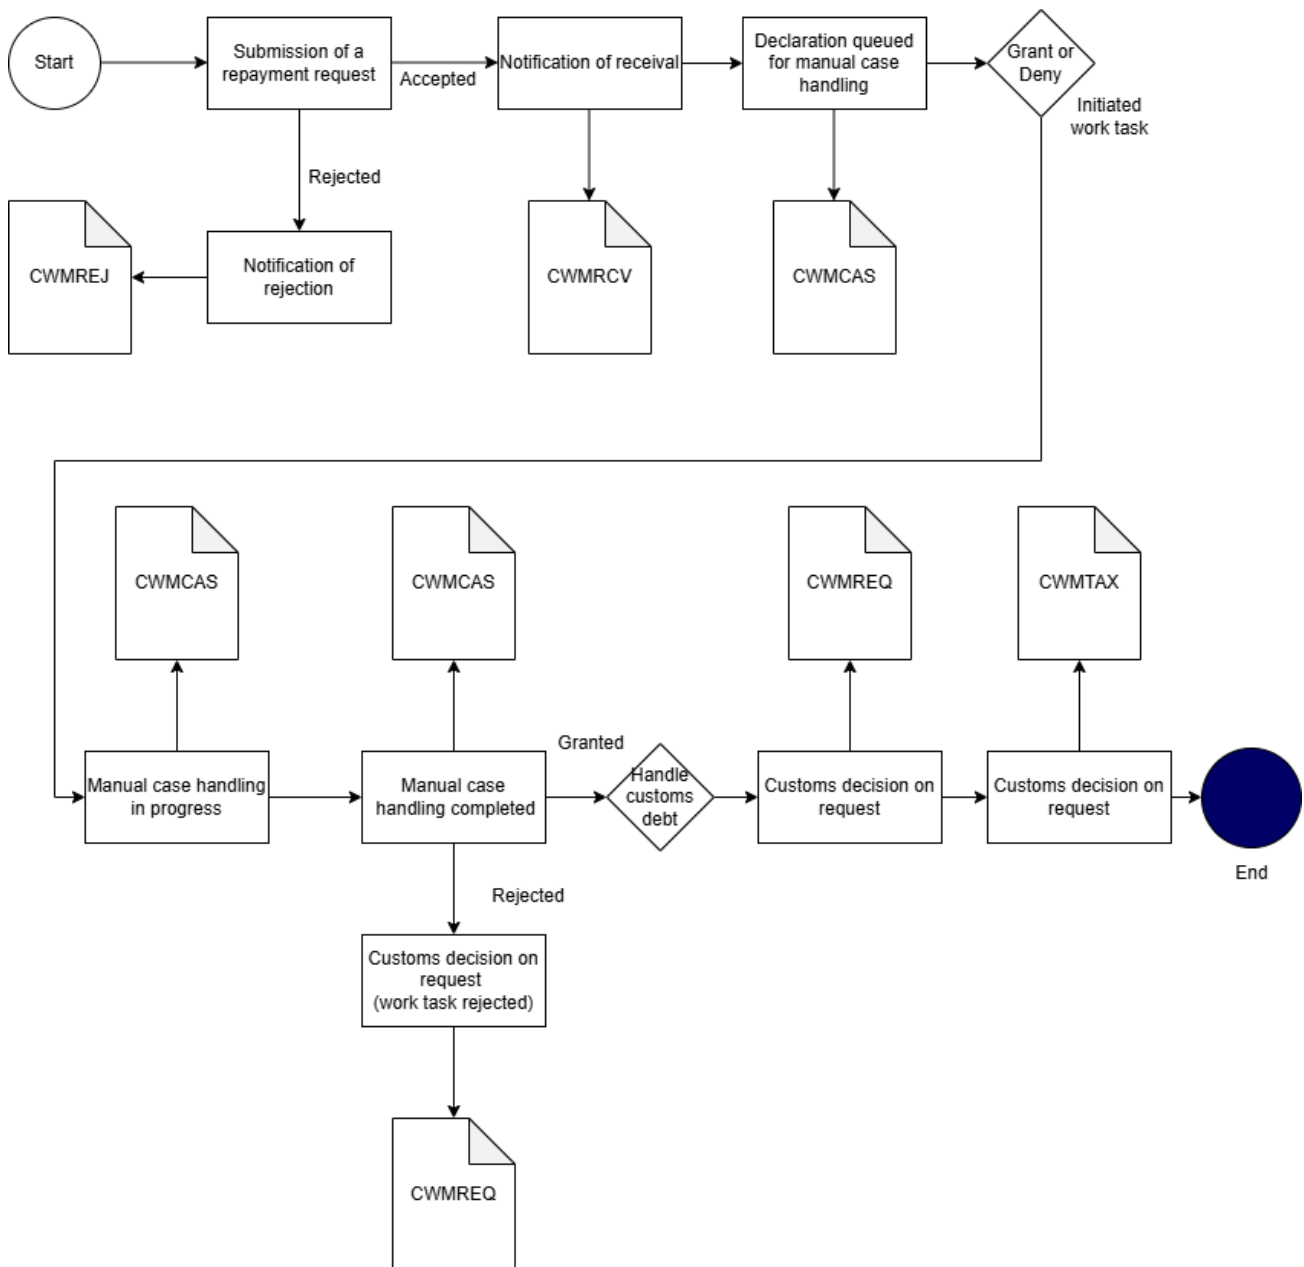 Start
Submission of a
repayment request
Accepted
Notification of receival
Declaration queued
for manual case
handling
Grant or
Deny
Initiated
work task
Rejected
CWMREJ
Notification of
rejection
CWMRCV
CWMCAS
CWMCAS
CWMCAS
CWMREQ
CWMTAX
Manual case handling
in progress
Manual case
handling completed
Granted
Handle
customs
debt
Customs decision on
request
Customs decision on
request
End
Rejected
Customs decision on
request
(work task rejected)
CWMREQ